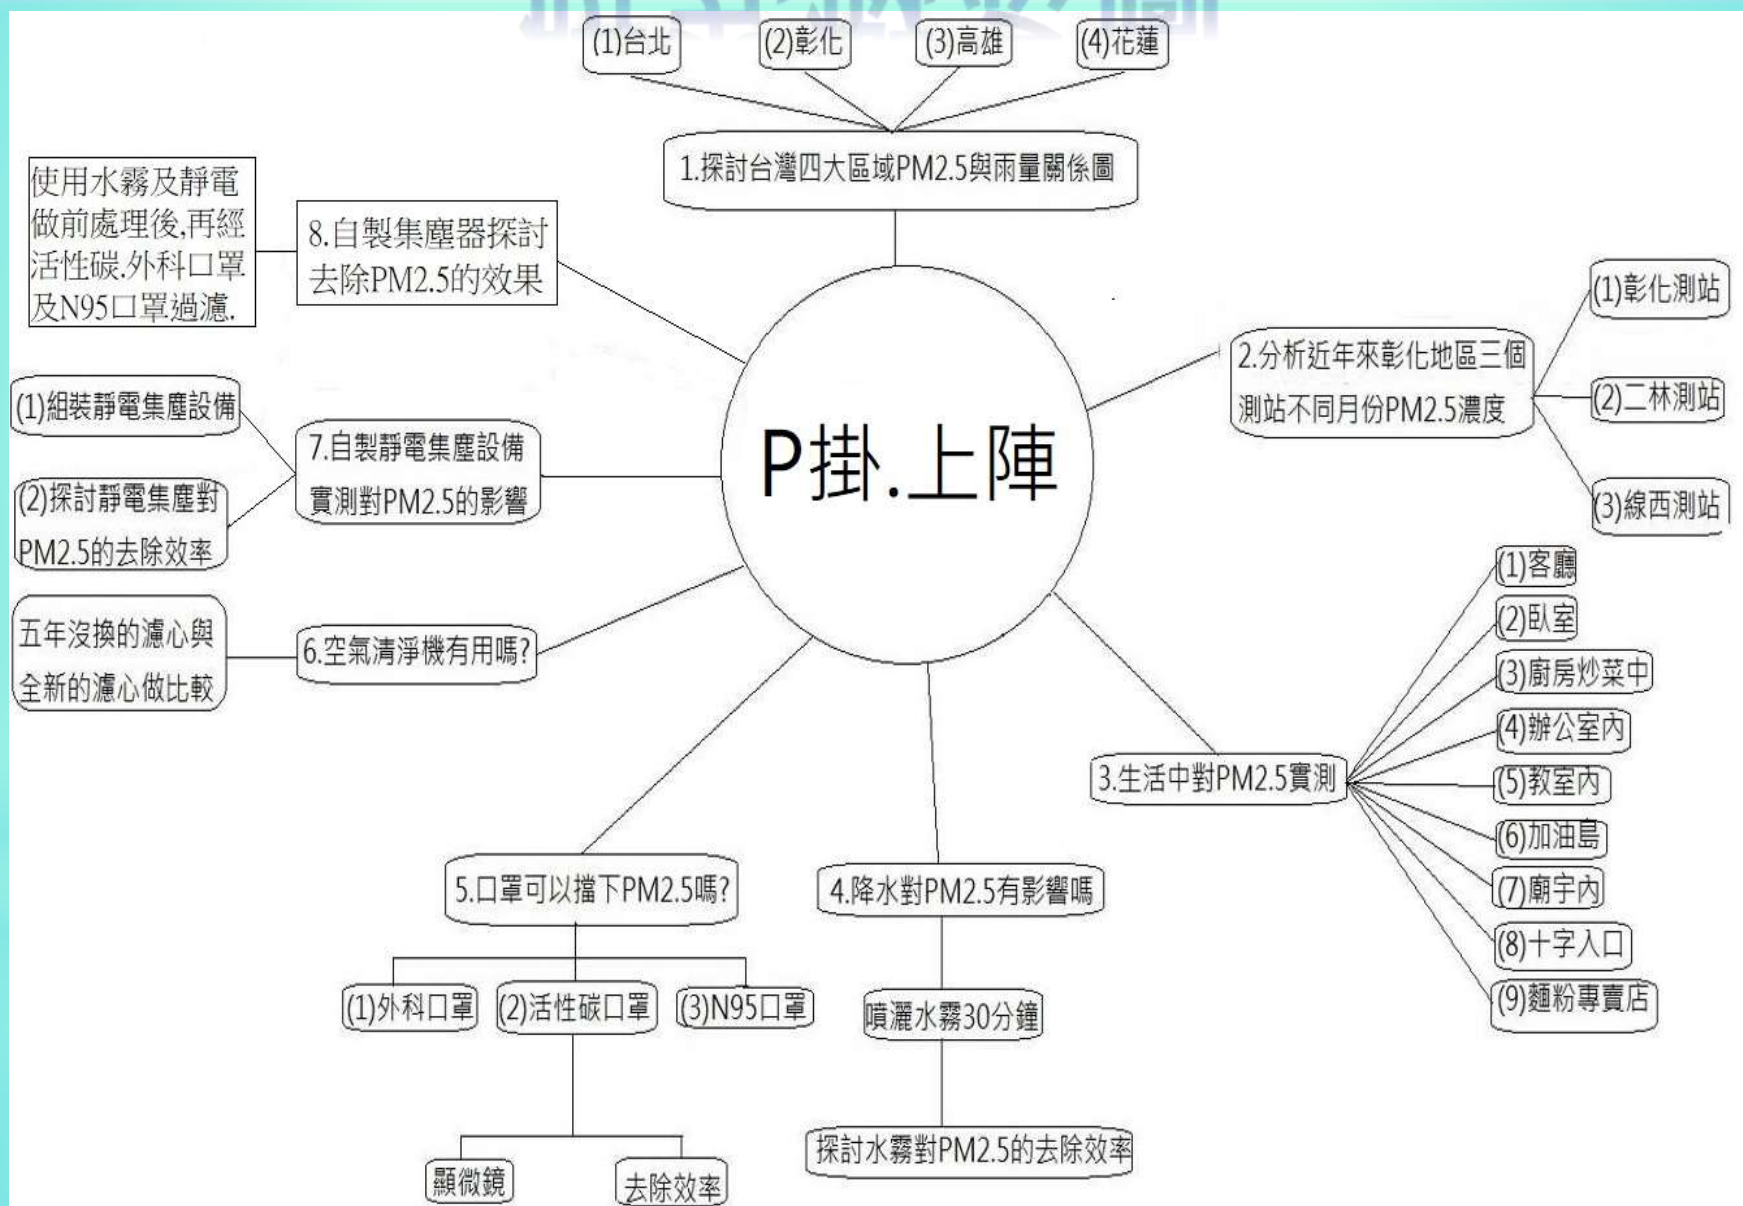 (1)台北
(2)彰化
(3)高雄
(4)花蓮
1.探討台灣四大區域PM2.5與雨量關係圖
P掛.上陣
2.分析近年來彰化地區三個
測站不同月份PM2.5濃度
(1)彰化測站
(2)二林測站
(3)線西測站
3.生活中對PM2.5實測
(1)客廳
(2)臥室
(3)廚房炒菜中
(4)辦公室內
(5)教室內
(6)加油島
(7)廟宇內
(8)十字入口
(9)麵粉專賣店
4.降水對PM2.5有影響嗎
噴灑水霧30分鐘
探討水霧對PM2.5的去除效率
5.口罩可以擋下PM2.5嗎?
(1)外科口罩
(2)活性碳口罩
(3)N95口罩
顯微鏡
去除效率
6.空氣清淨機有用嗎?
五年沒換的濾心與
全新的濾心做比較
7.自製靜電集塵設備
實測對PM2.5的影響
(1)組裝靜電集塵設備
(2)探討靜電集塵對
PM2.5的去除效率
8.自製集塵器探討
去除PM2.5的效果
使用水霧及靜電
做前處理後,再經
活性碳.外科口罩
及N95口罩過濾.